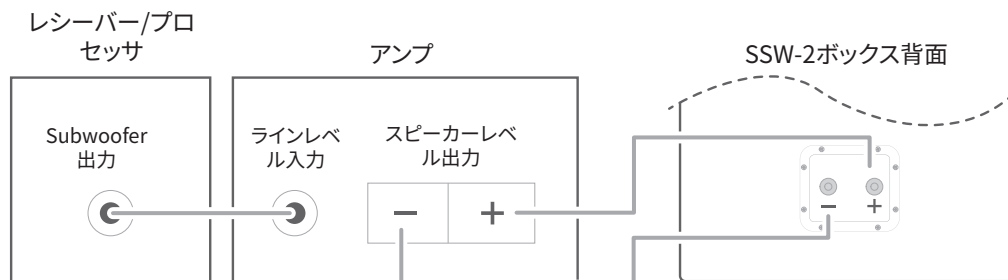 レシーバー/プロ
セッサ
アンプ
SSW-2ボックス背面
Subwoofer
出力
ラインレベ
ル入力
スピーカーレベ
ル出力
− +
− +